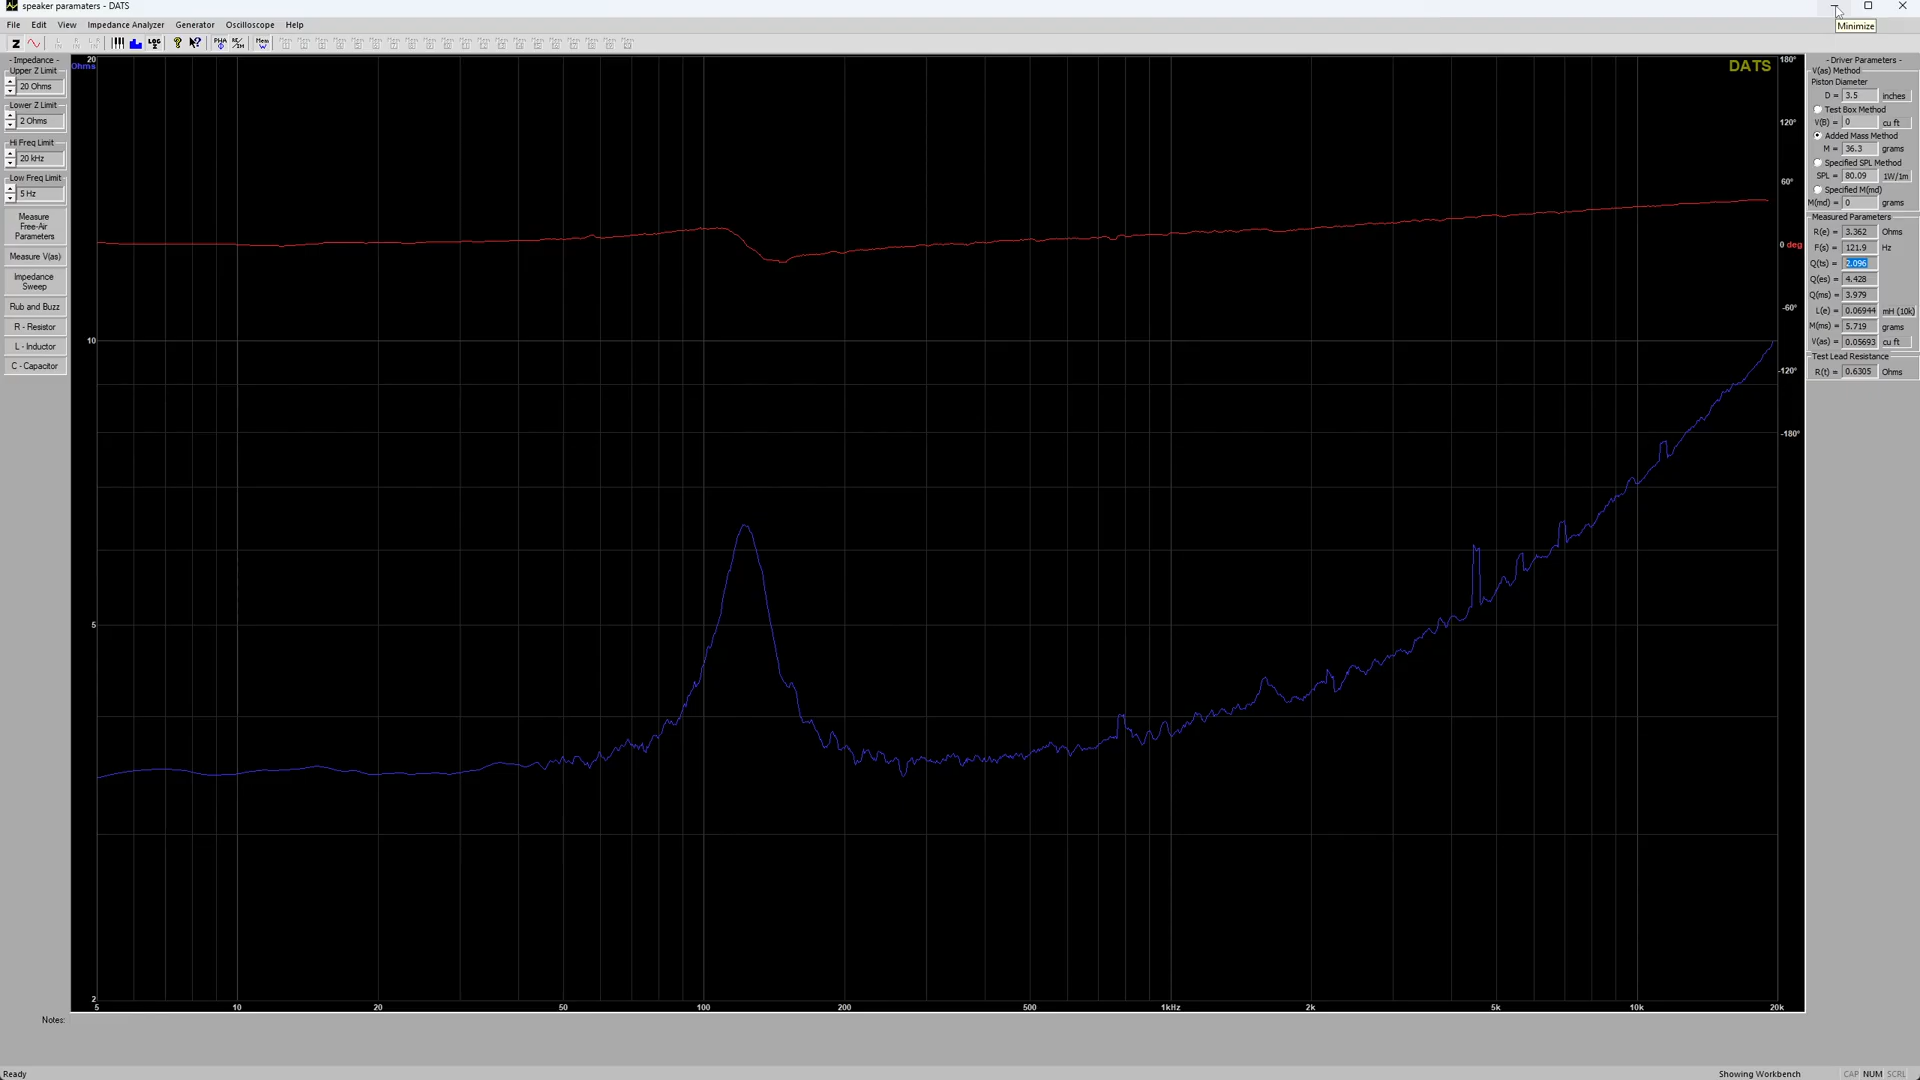 speaker paramaters - DATS
Minimize
File Edit View Impedance Analyzer Generator Oscilloscope Help
Z LOG PHA RE/IM Mem
- Impedance -
Upper Z Limit
20 Ohms
Lower Z Limit
2 Ohms
Hi Freq Limit
20 kHz
Low Freq Limit
5 Hz
Measure
Free-Air
Parameters
Measure V(as)
Impedance
Sweep
Rub and Buzz
R - Resistor
L - Inductor
C - Capacitor
20
Ohms
10
5
2
DATS
180°
120°
60°
0 deg
-60°
-120°
-180°
5 10 20 50 100 200 500 1kHz 2k 5k 10k 20k
- Driver Parameters -
V(as) Method
Piston Diameter
D = 3.5 inches
Test Box Method
V(B) = 0 cu ft
Added Mass Method
M = 36.3 grams
Specified SPL Method
SPL = 80.09 1W/1m
Specified M(md)
M(md) = 0 grams
Measured Parameters
R(e) = 3.362 Ohms
F(s) = 121.9 Hz
Q(ts) = 2.096
Q(es) = 4.428
Q(ms) = 3.979
L(e) = 0.06944 mH (10k)
M(ms) = 5.719 grams
V(as) = 0.05693 cu ft
Test Lead Resistance
R(t) = 0.6305 Ohms
Notes:
Ready
Showing Workbench CAP NUM SCRL